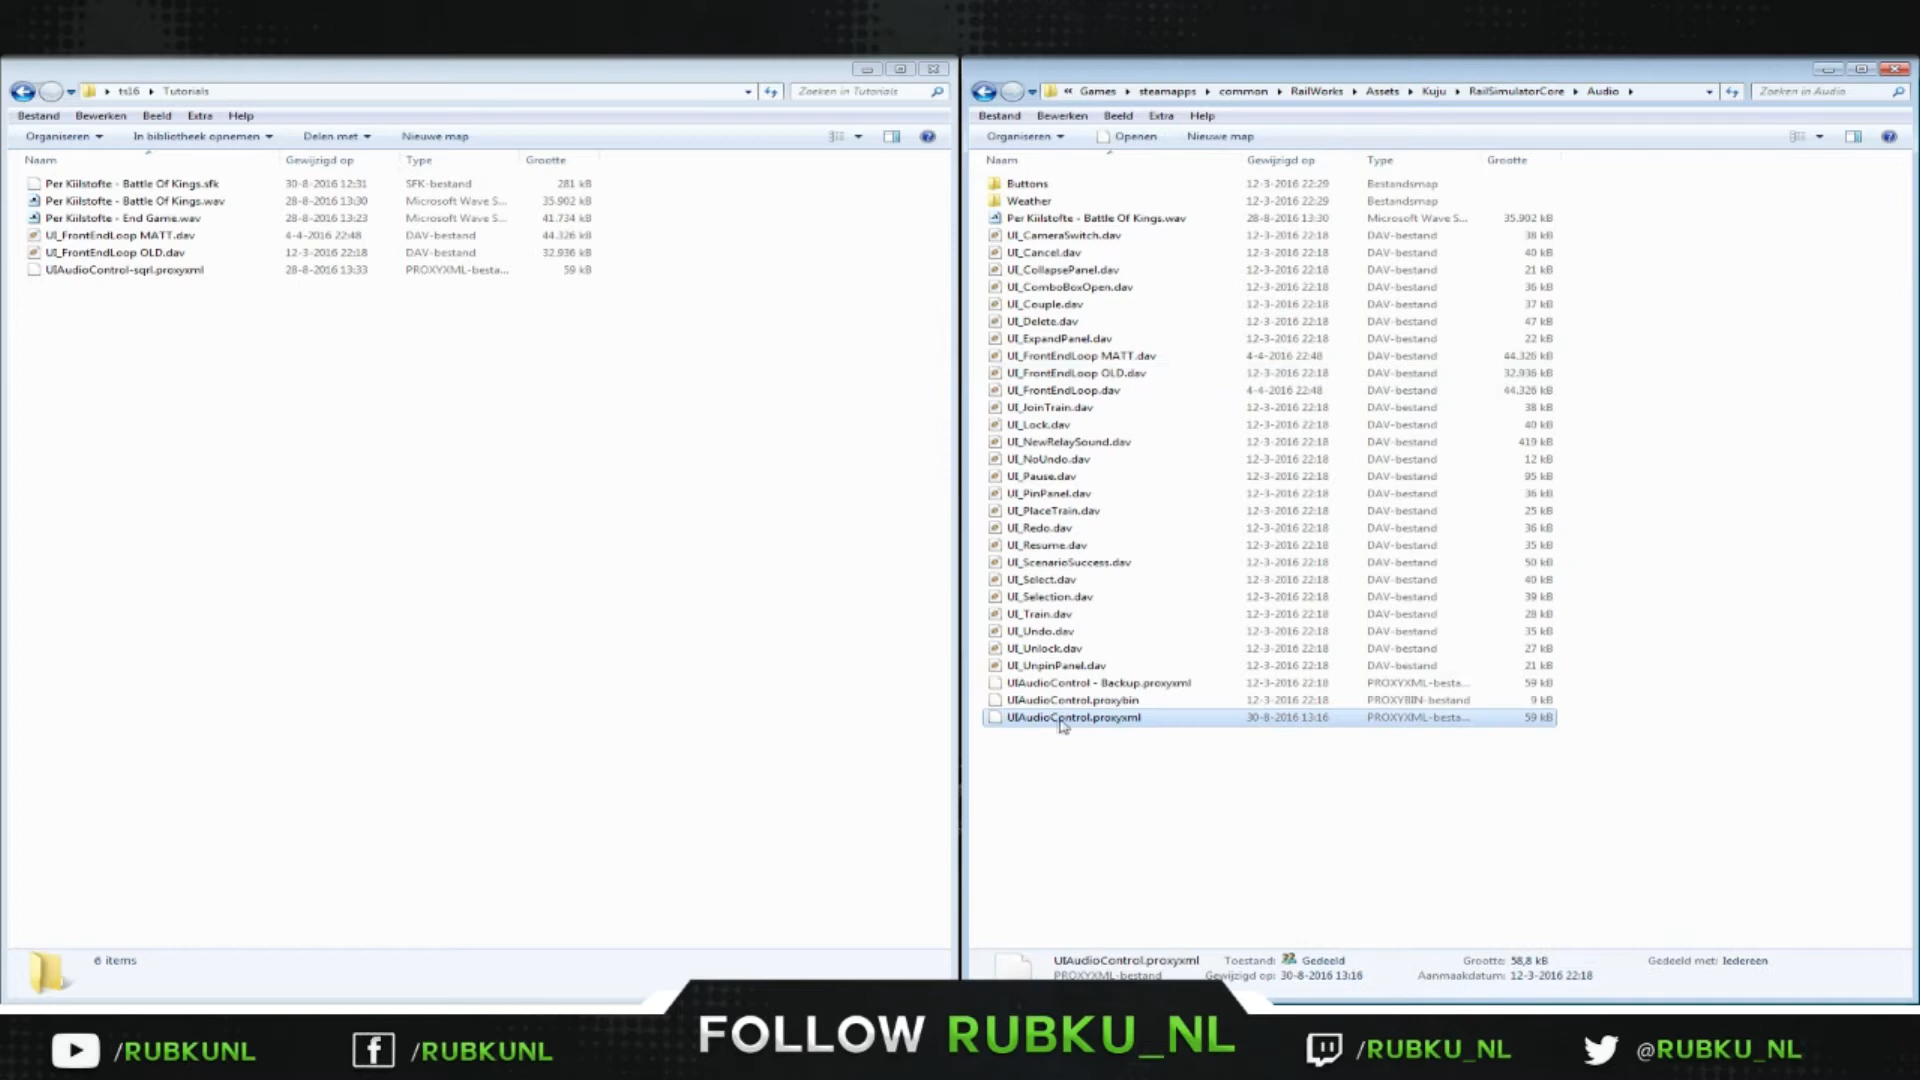 ts16 Tutorials
Zoeken in Tutorials
Bestand Bewerken Beeld Extra Help
Organiseren In bibliotheek opnemen Delen met Nieuwe map
Naam Gewijzigd op Type Grootte
Per Kiilstofte - Battle Of Kings.sfk 30-8-2016 12:31 SFK-bestand 281 kB
Per Kiilstofte - Battle Of Kings.wav 28-8-2016 13:30 Microsoft Wave S... 35.902 kB
Per Kiilstofte - End Game.wav 28-8-2016 13:23 Microsoft Wave S... 41.734 kB
UI_FrontEndLoop MATT.dav 4-4-2016 22:48 DAV-bestand 44.326 kB
UI_FrontEndLoop OLD.dav 12-3-2016 22:18 DAV-bestand 32.936 kB
UIAudioControl-sqrl.proxyxml 28-8-2016 13:33 PROXYXML-besta... 59 kB
6 items
« Games steamapps common RailWorks Assets Kuju RailSimulatorCore Audio
Zoeken in Audio
Bestand Bewerken Beeld Extra Help
Organiseren Openen Nieuwe map
Naam Gewijzigd op Type Grootte
Buttons 12-3-2016 22:29 Bestandsmap
Weather 12-3-2016 22:29 Bestandsmap
Per Kiilstofte - Battle Of Kings.wav 28-8-2016 13:30 Microsoft Wave S... 35.902 kB
UI_CameraSwitch.dav 12-3-2016 22:18 DAV-bestand 38 kB
UI_Cancel.dav 12-3-2016 22:18 DAV-bestand 40 kB
UI_CollapsePanel.dav 12-3-2016 22:18 DAV-bestand 21 kB
UI_ComboBoxOpen.dav 12-3-2016 22:18 DAV-bestand 36 kB
UI_Couple.dav 12-3-2016 22:18 DAV-bestand 37 kB
UI_Delete.dav 12-3-2016 22:18 DAV-bestand 47 kB
UI_ExpandPanel.dav 12-3-2016 22:18 DAV-bestand 22 kB
UI_FrontEndLoop MATT.dav 4-4-2016 22:48 DAV-bestand 44.326 kB
UI_FrontEndLoop OLD.dav 12-3-2016 22:18 DAV-bestand 32.936 kB
UI_FrontEndLoop.dav 4-4-2016 22:48 DAV-bestand 44.326 kB
UI_JoinTrain.dav 12-3-2016 22:18 DAV-bestand 38 kB
UI_Lock.dav 12-3-2016 22:18 DAV-bestand 40 kB
UI_NewRelaySound.dav 12-3-2016 22:18 DAV-bestand 419 kB
UI_NoUndo.dav 12-3-2016 22:18 DAV-bestand 12 kB
UI_Pause.dav 12-3-2016 22:18 DAV-bestand 95 kB
UI_PinPanel.dav 12-3-2016 22:18 DAV-bestand 36 kB
UI_PlaceTrain.dav 12-3-2016 22:18 DAV-bestand 25 kB
UI_Redo.dav 12-3-2016 22:18 DAV-bestand 36 kB
UI_Resume.dav 12-3-2016 22:18 DAV-bestand 35 kB
UI_ScenarioSuccess.dav 12-3-2016 22:18 DAV-bestand 50 kB
UI_Select.dav 12-3-2016 22:18 DAV-bestand 40 kB
UI_Selection.dav 12-3-2016 22:18 DAV-bestand 39 kB
UI_Train.dav 12-3-2016 22:18 DAV-bestand 28 kB
UI_Undo.dav 12-3-2016 22:18 DAV-bestand 35 kB
UI_Unlock.dav 12-3-2016 22:18 DAV-bestand 27 kB
UI_UnpinPanel.dav 12-3-2016 22:18 DAV-bestand 21 kB
UIAudioControl - Backup.proxyxml 12-3-2016 22:18 PROXYXML-besta... 59 kB
UIAudioControl.proxybin 12-3-2016 22:18 PROXYBIN-bestand 9 kB
UIAudioControl.proxyxml 30-8-2016 13:16 PROXYXML-besta... 59 kB
UIAudioControl.proxyxml Toestand: Gedeeld Grootte: 58,8 kB Gedeeld met: Iedereen
PROXYXML-bestand Gewijzigd op: 30-8-2016 13:16 Aanmaakdatum: 12-3-2016 22:18
/RUBKUNL
/RUBKUNL
FOLLOW RUBKU_NL
/RUBKU_NL
@RUBKU_NL